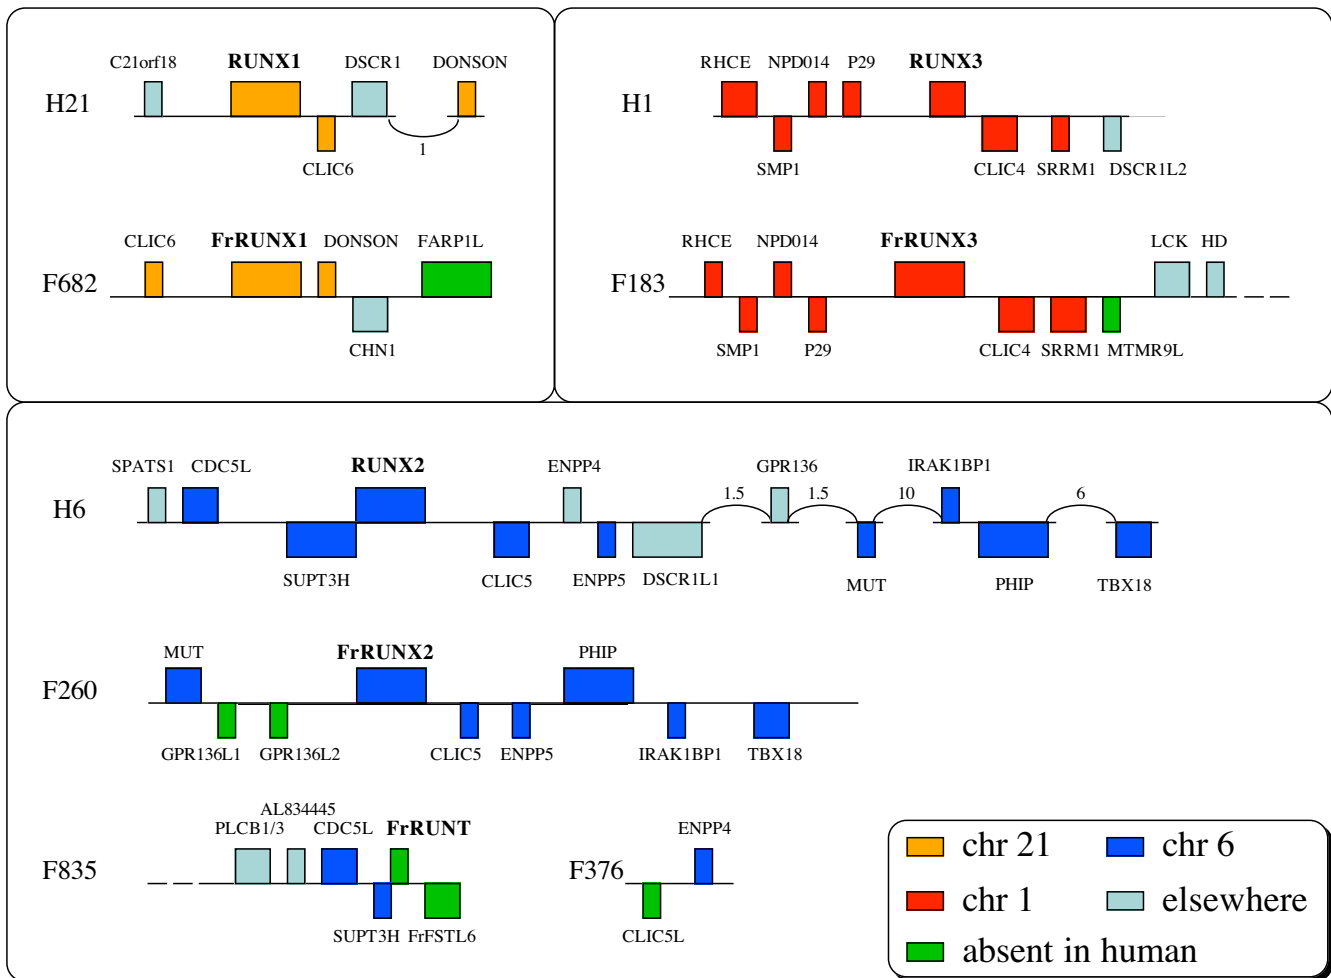 C21orf18 RUNX1 DSCR1 DONSON
H21
1
CLIC6
CLIC6 FrRUNX1 DONSON FARP1L
F682
CHN1
RHCE NPD014 P29 RUNX3
H1
SMP1 CLIC4 SRRM1 DSCR1L2
RHCE NPD014 FrRUNX3 LCK HD
F183
SMP1 P29 CLIC4 SRRM1 MTMR9L
SPATS1 CDC5L RUNX2 ENPP4 GPR136 IRAK1BP1
1.5 1.5 10 6
H6
SUPT3H CLIC5 ENPP5 DSCR1L1 MUT PHIP TBX18
MUT FrRUNX2 PHIP
F260
GPR136L1 GPR136L2 CLIC5 ENPP5 IRAK1BP1 TBX18
AL834445
PLCB1/3 CDC5L FrRUNT
F835
SUPT3H FrFSTL6
ENPP4
F376
CLIC5L
chr 21 chr 6
chr 1 elsewhere
absent in human